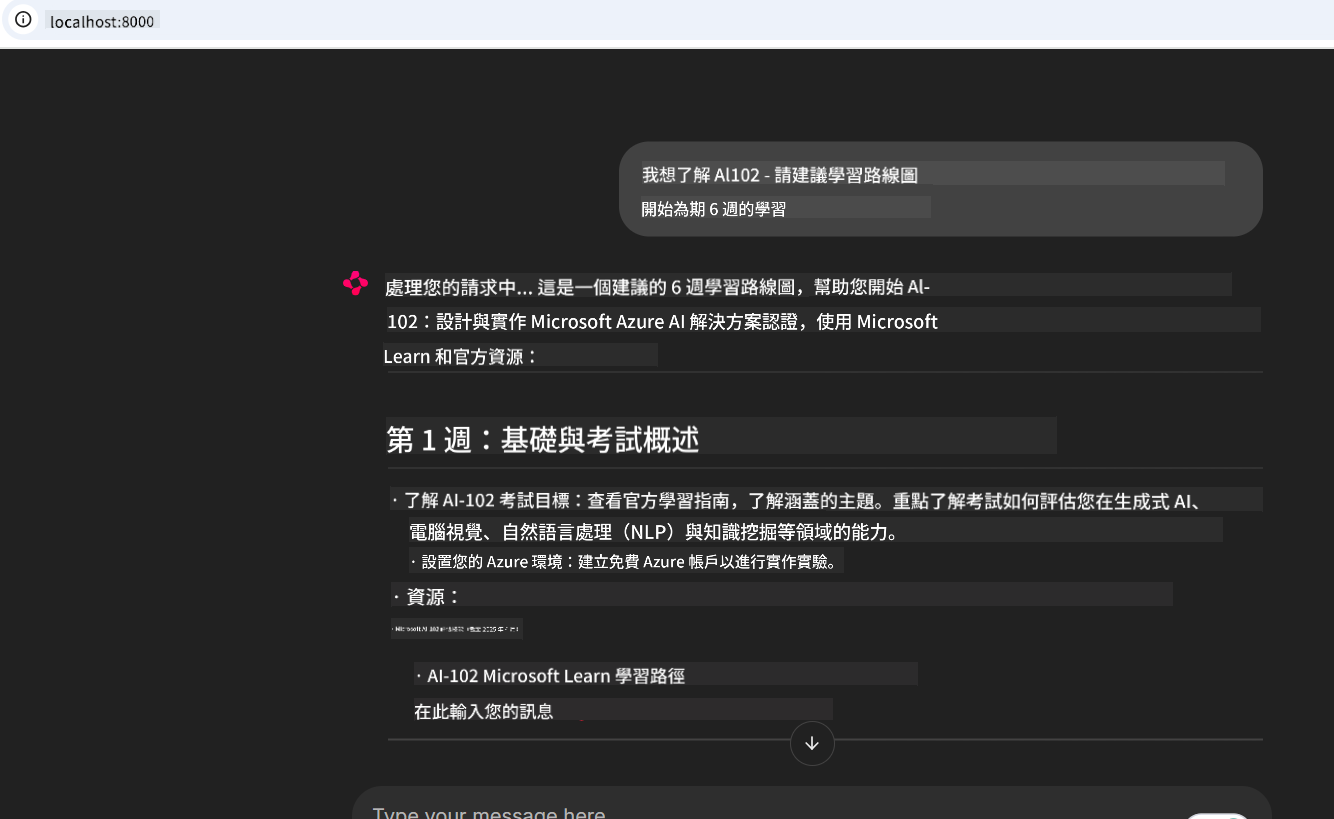 localhost:8000
我想了解 AI102 - 請建議學習路線圖
開始為期 6 週的學習
處理您的請求中... 這是一個建議的 6 週學習路線圖，幫助您開始 AI-
102：設計與實作 Microsoft Azure AI 解決方案認證，使用 Microsoft
Learn 和官方資源：
第 1 週：基礎與考試概述
· 了解 AI-102 考試目標：查看官方學習指南，了解涵蓋的主題。重點了解考試如何評估您在生成式 AI、
電腦視覺、自然語言處理（NLP）與知識挖掘等領域的能力。
· 設置您的 Azure 環境：建立免費 Azure 帳戶以進行實作實驗。
· 資源：
· Microsoft AI-102 2025 年
· AI-102 Microsoft Learn 學習路徑
在此輸入您的訊息
Type your message here